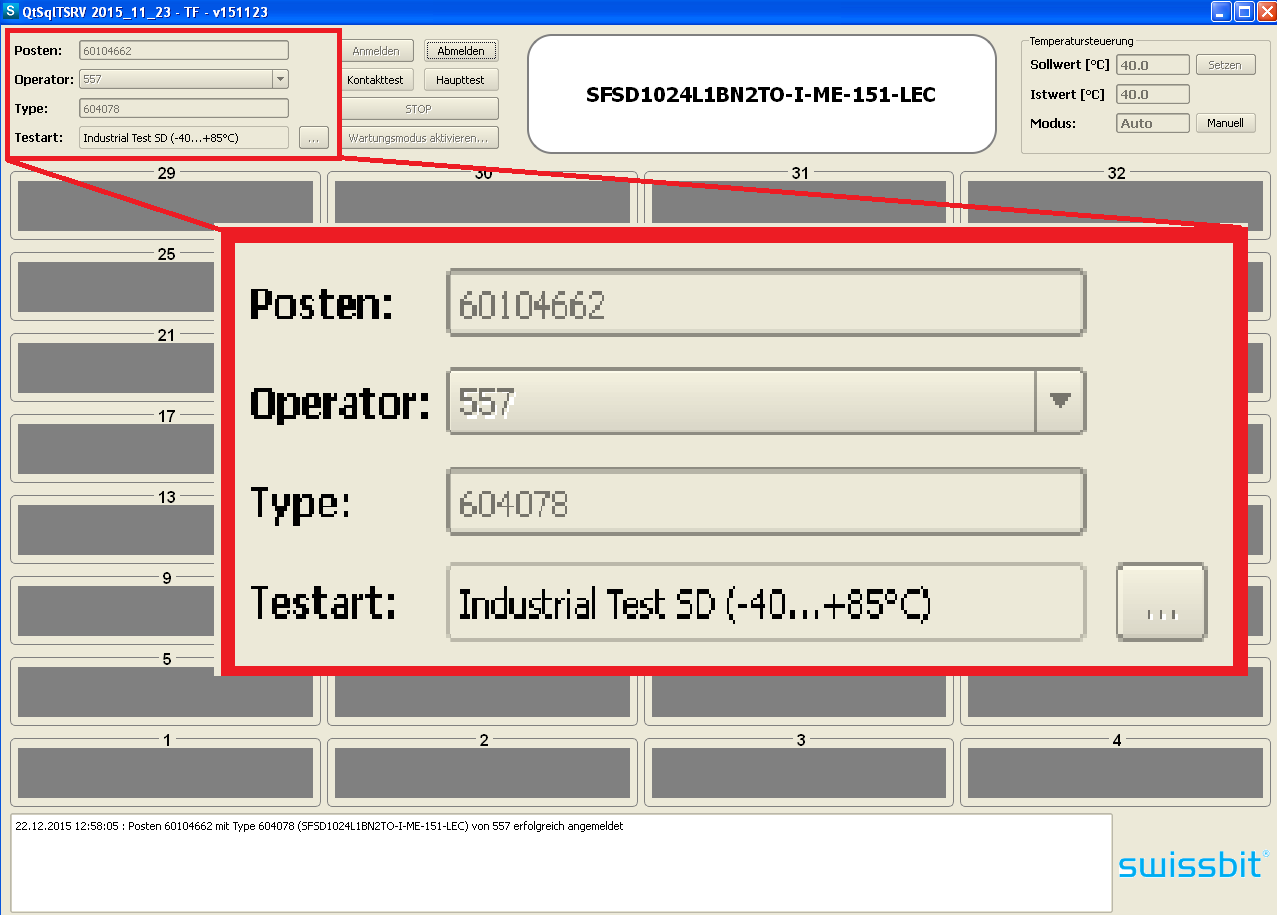 QtSqlTSRV 2015_11_23 - TF - v151123
Posten: 60104662
Operator: 557
Type: 604078
Testart: Industrial Test SD (-40...+85°C) ...
Anmelden Abmelden
Kontakttest Haupttest
STOP
Wartungsmodus aktivieren...
SFSD1024L1BN2TO-I-ME-151-LEC
Temperatursteuerung
Sollwert [°C] 40.0 Setzen
Istwert [°C] 40.0
Modus: Auto Manuell
29 30 31 32
25
21
17
13
9
5
Posten: 60104662
Operator: 557
Type: 604078
Testart: Industrial Test SD (-40...+85°C) ...
1 2 3 4
22.12.2015 12:58:05 : Posten 60104662 mit Type 604078 (SFSD1024L1BN2TO-I-ME-151-LEC) von 557 erfolgreich angemeldet
swissbit®